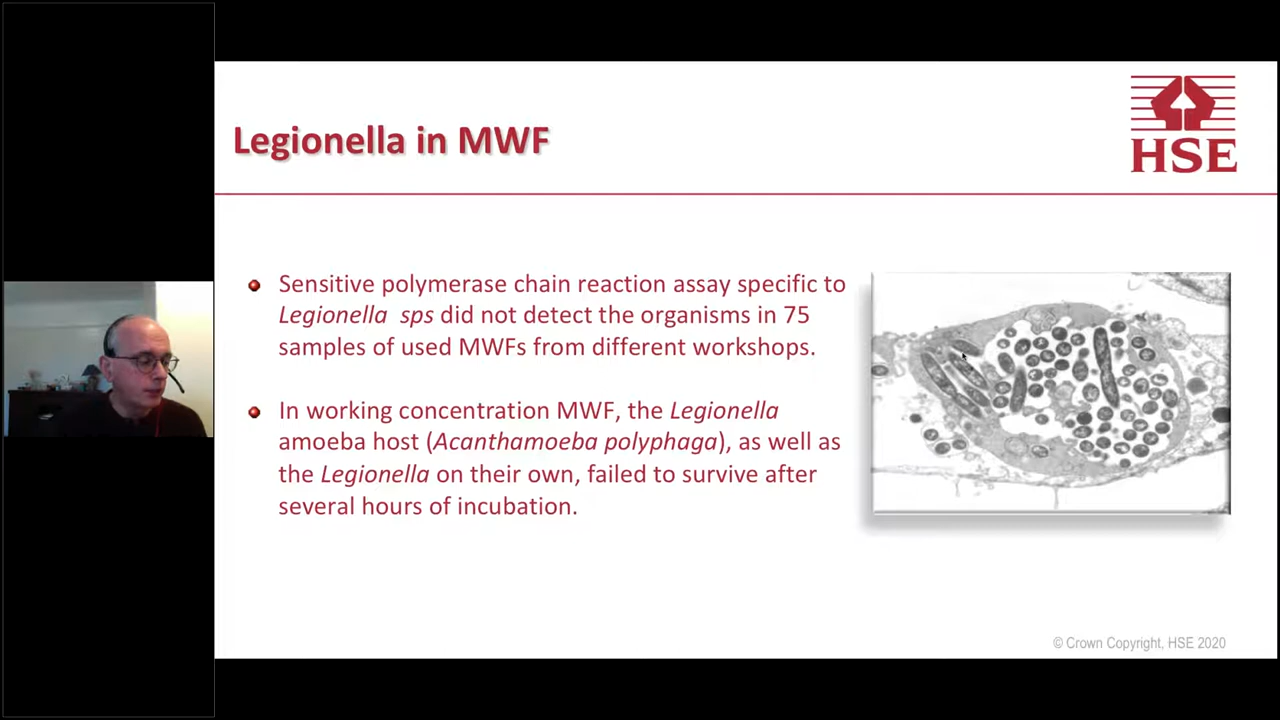 Legionella in MWF
HSE
Sensitive polymerase chain reaction assay specific to
Legionella sps did not detect the organisms in 75
samples of used MWFs from different workshops.
In working concentration MWF, the Legionella
amoeba host (Acanthamoeba polyphaga), as well as
the Legionella on their own, failed to survive after
several hours of incubation.
© Crown Copyright, HSE 2020